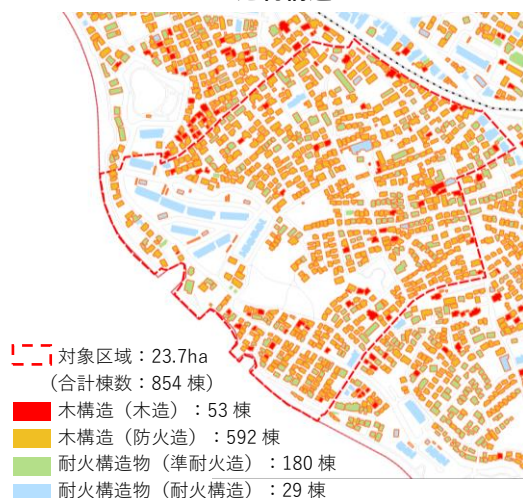 対象区域：23.7ha
（合計棟数：854 棟）
木構造（木造）：53 棟
木構造（防火造）：592 棟
耐火構造物（準耐火造）：180 棟
耐火構造物（耐火構造）：29 棟